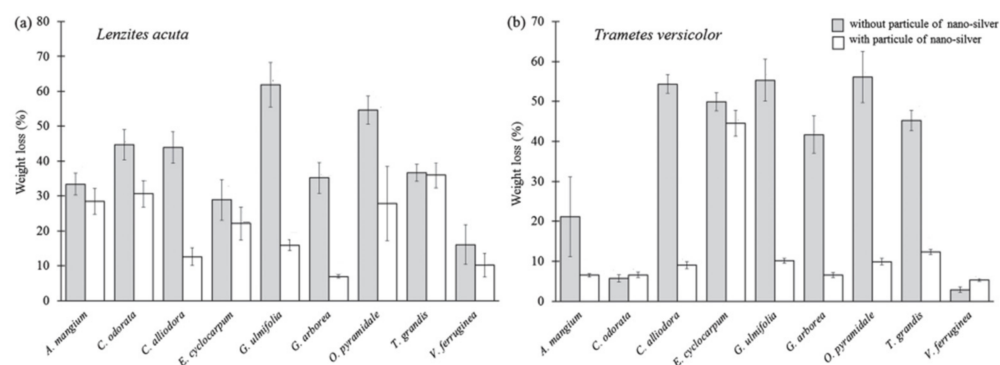 (a)
Lenzites acuta
Weight loss (%)
80
70
60
50
40
30
20
10
0
A. mangium
C. odorata
C. alliodora
E. cyclocarpum
G. ulmifolia
G. arborea
O. pyramidale
T. grandis
V. ferruginea
(b)
Trametes versicolor
without particule of nano-silver
with particule of nano-silver
Weight loss (%)
70
60
50
40
30
20
10
0
A. mangium
C. odorata
C. alliodora
E. cyclocarpum
G. ulmifolia
G. arborea
O. pyramidale
T. grandis
V. ferruginea